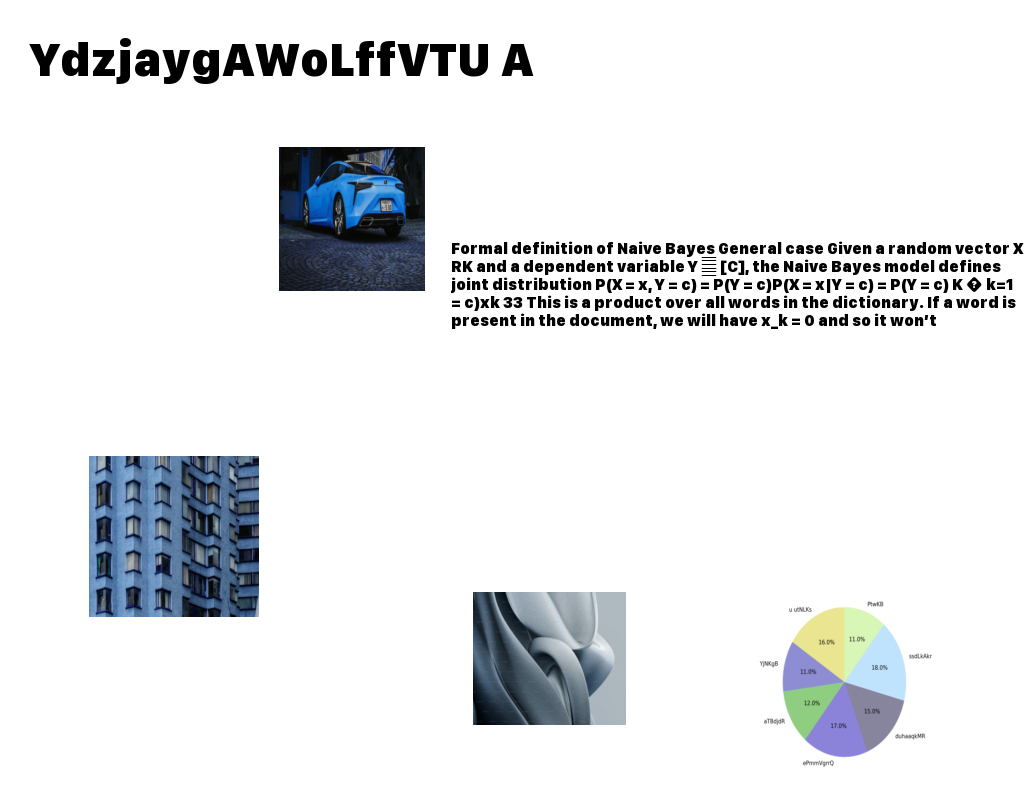 YdzjaygAWoLffVTU A
Formal definition of Naive Bayes General case Given a random vector X
RK and a dependent variable Y [C], the Naive Bayes model defines
joint distribution P(X = x, Y = c) = P(Y = c)P(X = x|Y = c) = P(Y = c) K � k=1
= c)xk 33 This is a product over all words in the dictionary. If a word is
present in the document, we will have x_k = 0 and so it won't
PtwKB
u utNLKs
11.0%
16.0%
ssdLkAkr
YjNKgB
18.0%
11.0%
12.0%
15.0%
aTBdjdR
17.0%
duhaaqkMR
ePmmVgrrQ